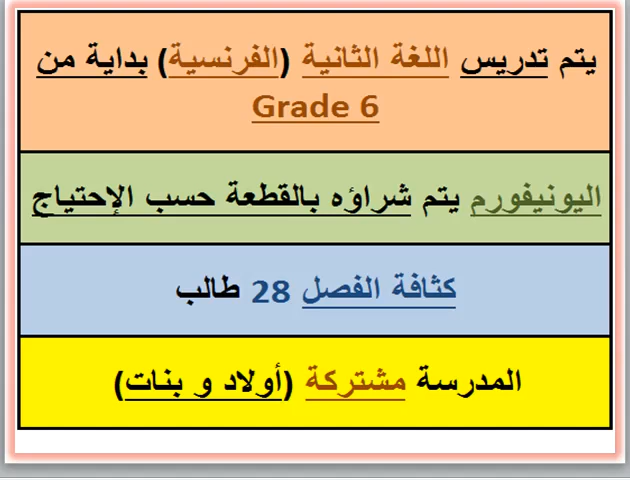 يتم تدريس اللغة الثانية (الفرنسية) بداية من
Grade 6
اليونيفورم يتم شراؤه بالقطعة حسب الإحتياج
كثافة الفصل 28 طالب
المدرسة مشتركة (أولاد و بنات)